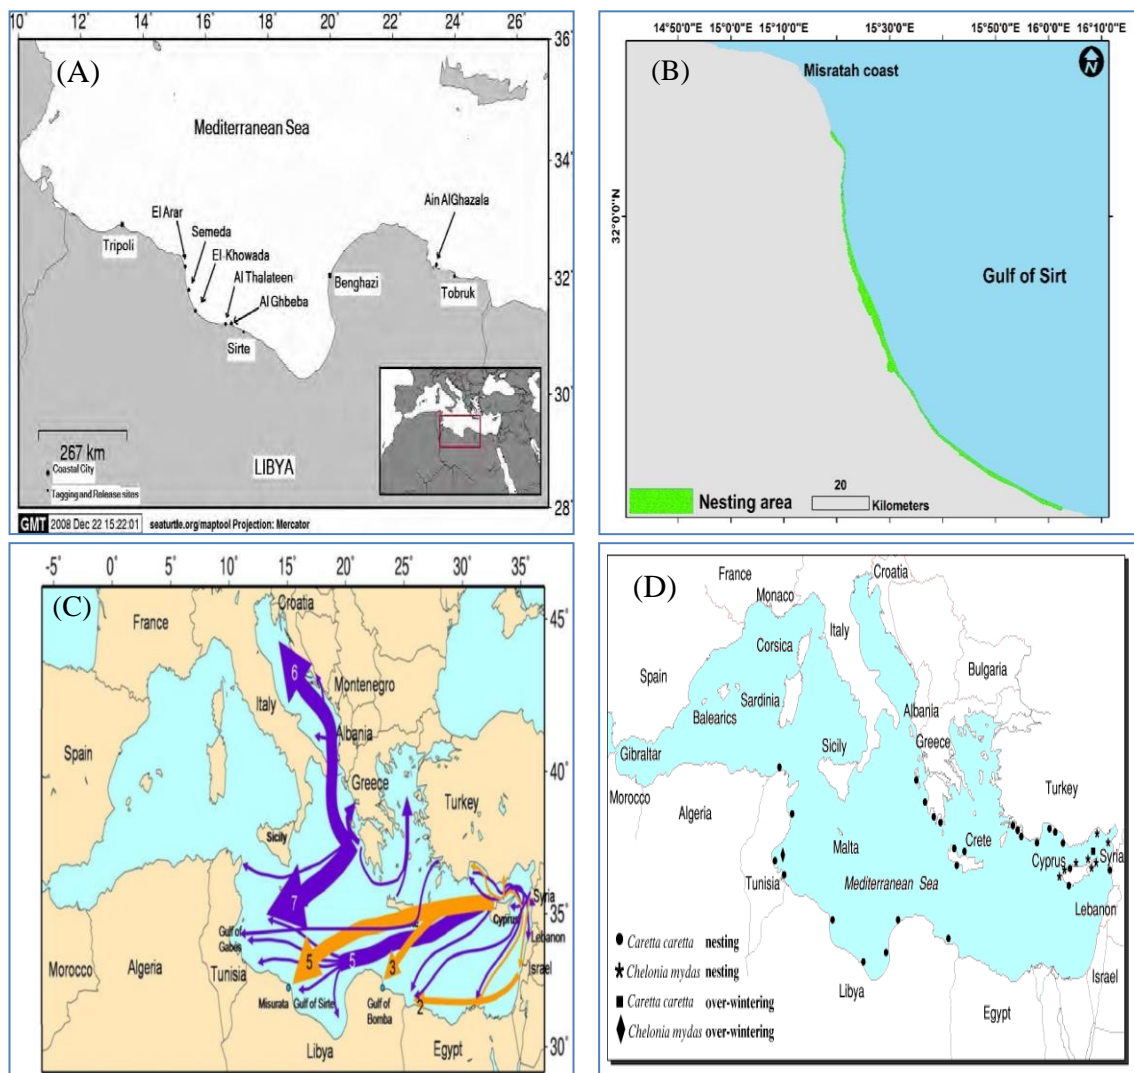 10° 12° 14° 16° 18° 20° 22° 24° 26°
36°
34°
32°
30°
28°
(A)
Mediterranean Sea
Ain AlGhazala
El Arar
Semeda
El Khowada
Al Thalateen
Al Ghbeba
Tripoli
Benghazi
Tobruk
Sirte
267 km
LIBYA
Coastal City
Tagging and Release sites
GMT 2008 Dec 22 15:22:01 seaturtle.org/maptool Projection: Mercator
14°50'0"E 15°10'0"E 15°30'0"E 15°50'0"E 16°0'0"E 16°10'0"E
(B)
Misratah coast
N
32°0'0"N
Gulf of Sirt
Nesting area
20
Kilometers
-5° 0° 5° 10° 15° 20° 25° 30° 35°
45°
40°
35°
30°
(C)
Croatia
France
6
Montenegro
Italy
Albania
Spain
Greece
Turkey
Sicily
7
Syria
Cyprus
Gulf of
Gabes
Lebanon
5
5
3
Israel
Morocco
Algeria
Tunisia
Misurata
Gulf of Sirte
Gulf of
Bomba
2
Libya
Egypt
(D)
France
Croatia
Monaco
Italy
Corsica
Spain
Bulgaria
Sardinia
Balearics
Albania
Sicily
Greece
Gibraltar
Turkey
Morocco
Algeria
Malta
Crete
Cyprus
Syria
Tunisia
Mediterranean Sea
Lebanon
Caretta caretta nesting
Chelonia mydas nesting
Caretta caretta over-wintering
Chelonia mydas over-wintering
Libya
Egypt
Israel